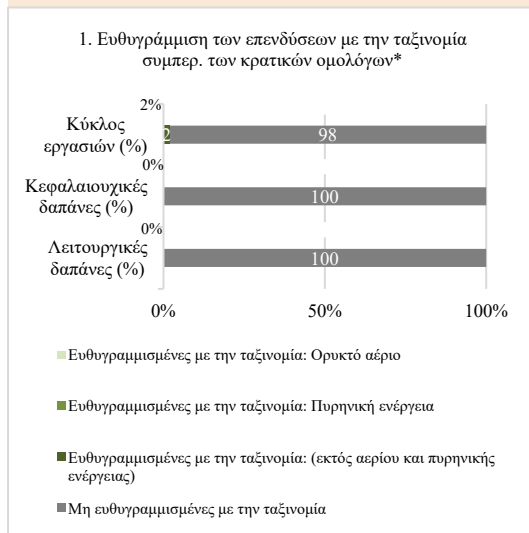 1. Ευθυγράμμιση των επενδύσεων με την ταξινομία
συμπερ. των κρατικών ομολόγων*
2%
Κύκλος
εργασιών (%)
2
98
0%
Κεφαλαιουχικές
δαπάνες (%)
100
0%
Λειτουργικές
δαπάνες (%)
100
0%
50%
100%
Ευθυγραμμισμένες με την ταξινομία: Ορυκτό αέριο
Ευθυγραμμισμένες με την ταξινομία: Πυρηνική ενέργεια
Ευθυγραμμισμένες με την ταξινομία: (εκτός αερίου και πυρηνικής
ενέργειας)
Μη ευθυγραμμισμένες με την ταξινομία